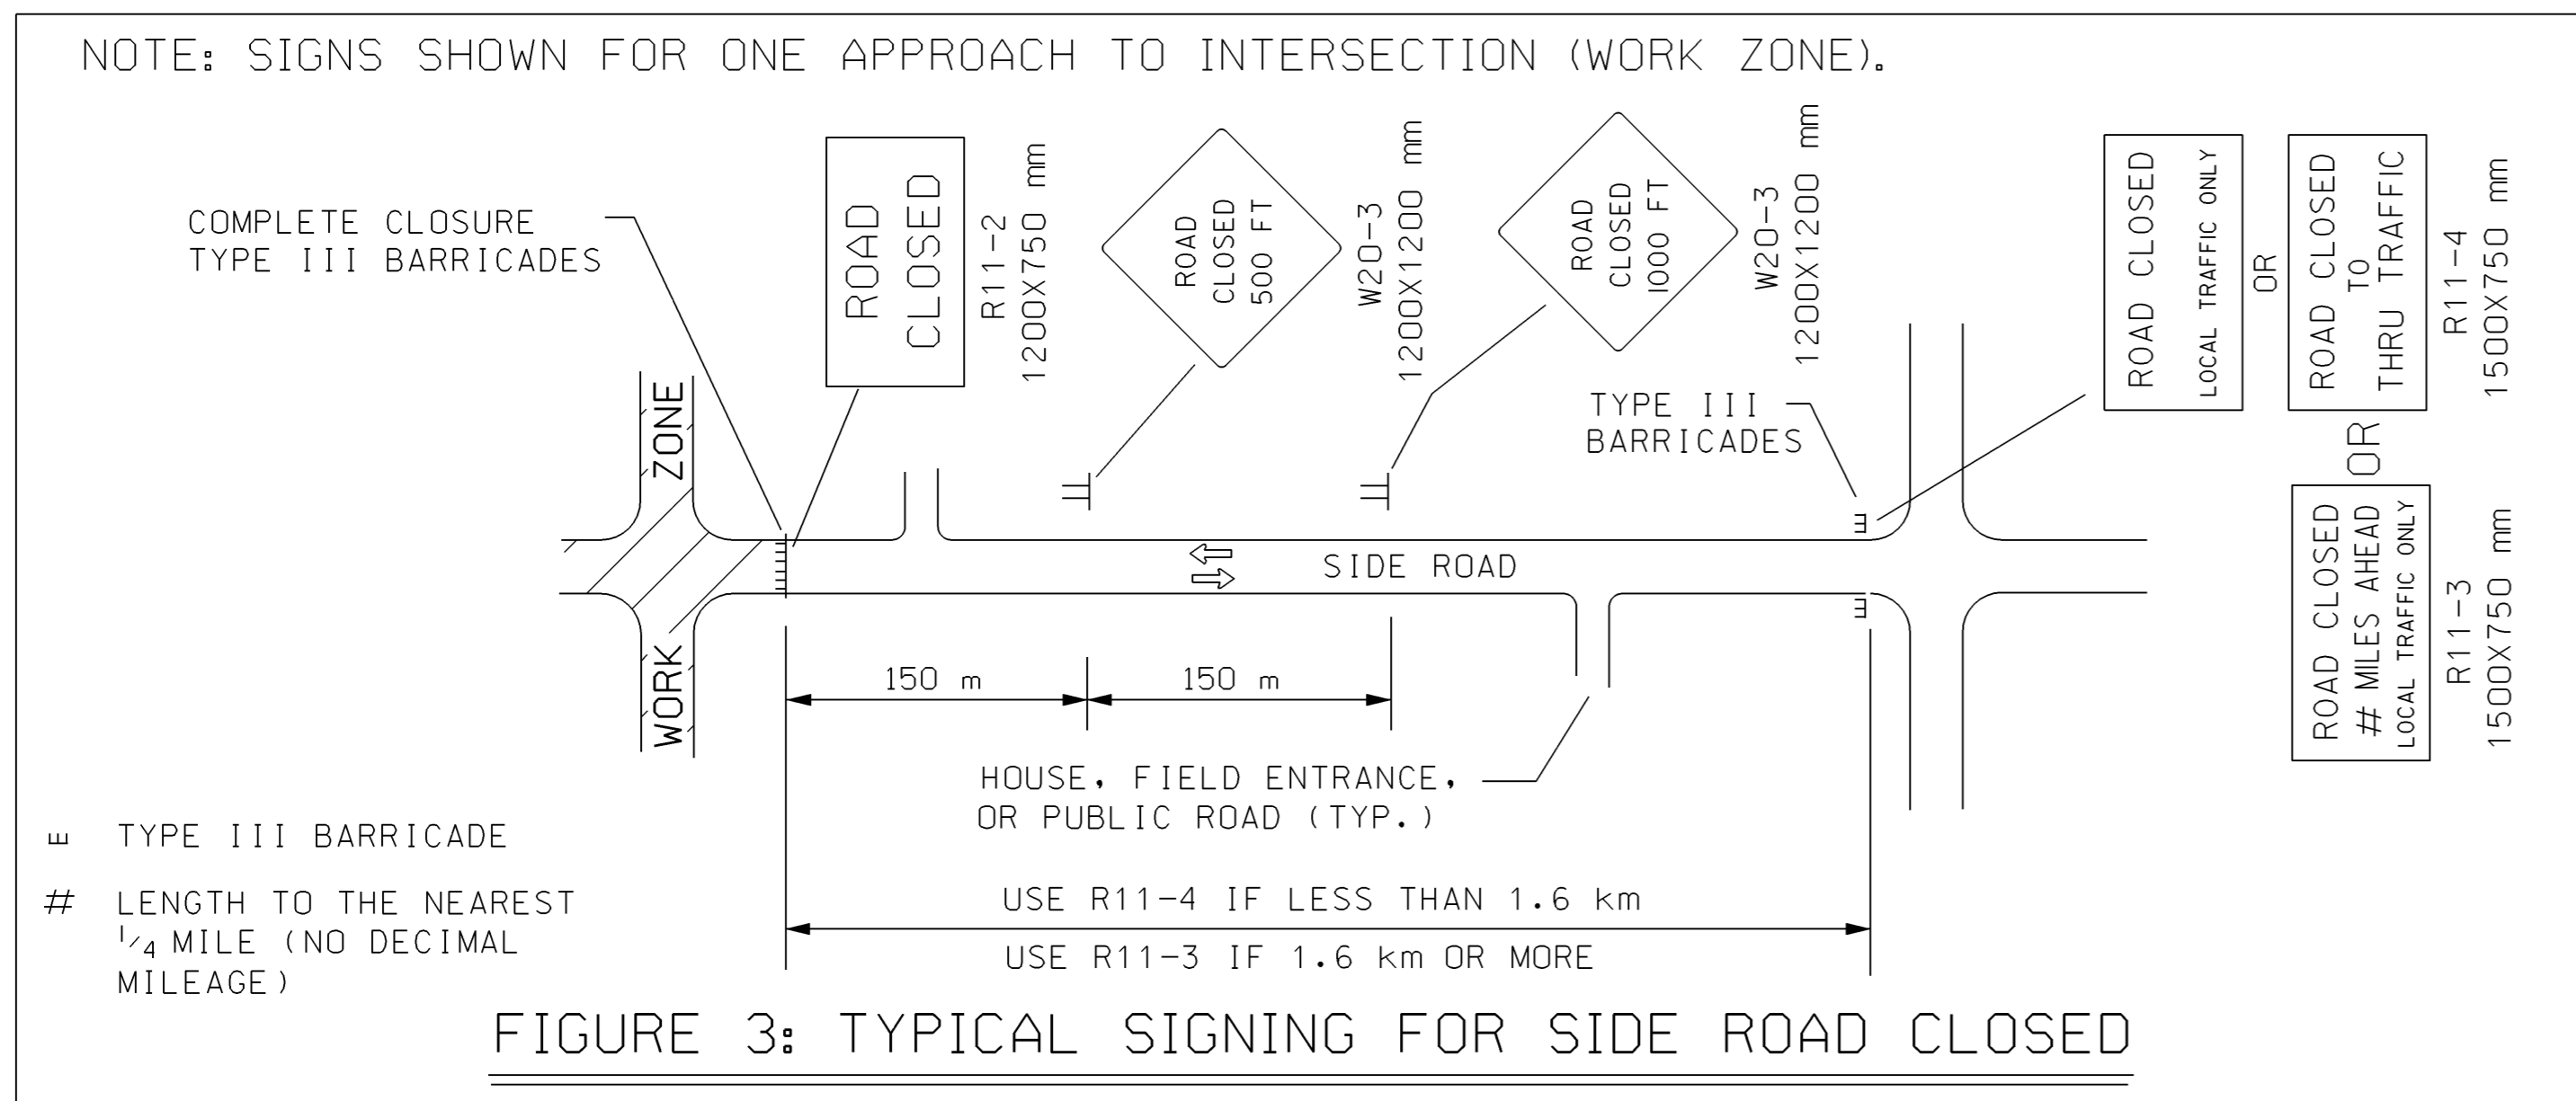 NOTE: SIGNS SHOWN FOR ONE APPROACH TO INTERSECTION (WORK ZONE).
COMPLETE CLOSURE
TYPE III BARRICADES
ROAD
CLOSED
R11-2
1200X750 mm
ROAD
CLOSED
500 FT
W20-3
1200X1200 mm
ROAD
CLOSED
1000 FT
W20-3
1200X1200 mm
TYPE III
BARRICADES
ROAD CLOSED
LOCAL TRAFFIC ONLY
OR
ROAD CLOSED
TO
THRU TRAFFIC
R11-4
1500X750 mm
OR
ROAD CLOSED
# MILES AHEAD
LOCAL TRAFFIC ONLY
R11-3
1500X750 mm
WORK ZONE
SIDE ROAD
150 m
150 m
HOUSE, FIELD ENTRANCE,
OR PUBLIC ROAD (TYP.)
E TYPE III BARRICADE
# LENGTH TO THE NEAREST
1/4 MILE (NO DECIMAL
MILEAGE)
USE R11-4 IF LESS THAN 1.6 km
USE R11-3 IF 1.6 km OR MORE
FIGURE 3: TYPICAL SIGNING FOR SIDE ROAD CLOSED